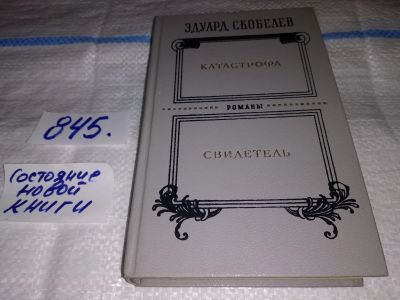 ЭДУАРД СКОБЕЛЕВ
КАТАСТРОФА
РОМАНЫ
СВИДЕТЕЛЬ
845.
Состояние
новой
книги